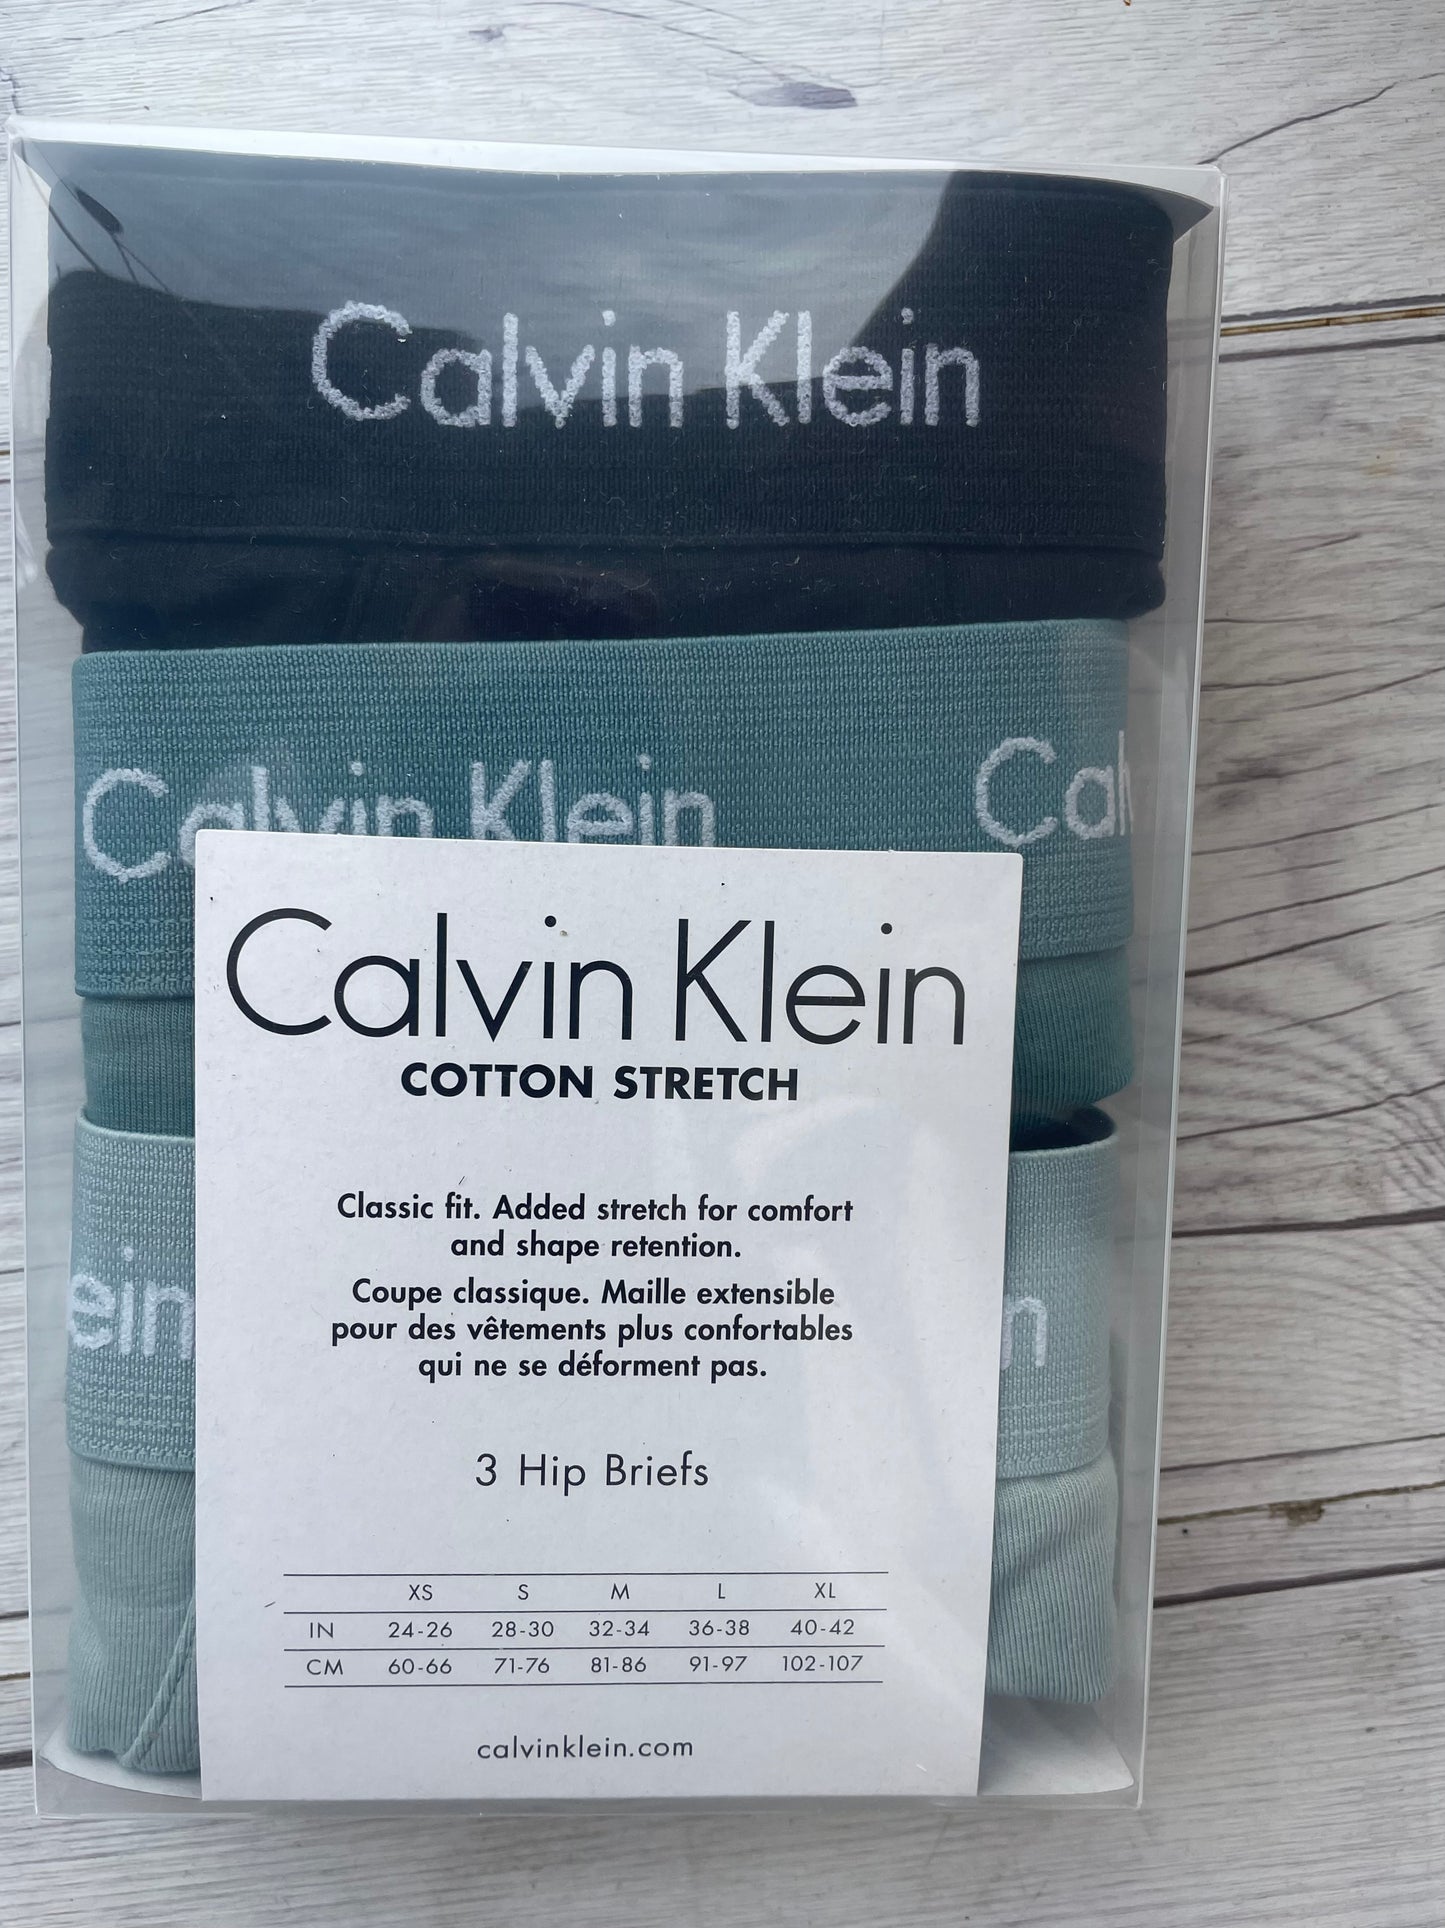 Calvin Klein
Calvin Klein Cal
Calvin Klein
COTTON STRETCH
Classic fit. Added stretch for comfort
and shape retention.
Coupe classique. Maille extensible
ein n
pour des vêtements plus confortables
qui ne se déforment pas.
3 Hip Briefs
XS S M L XL
IN 24-26 28-30 32-34 36-38 40-42
CM 60-66 71-76 81-86 91-97 102-107
calvinklein.com